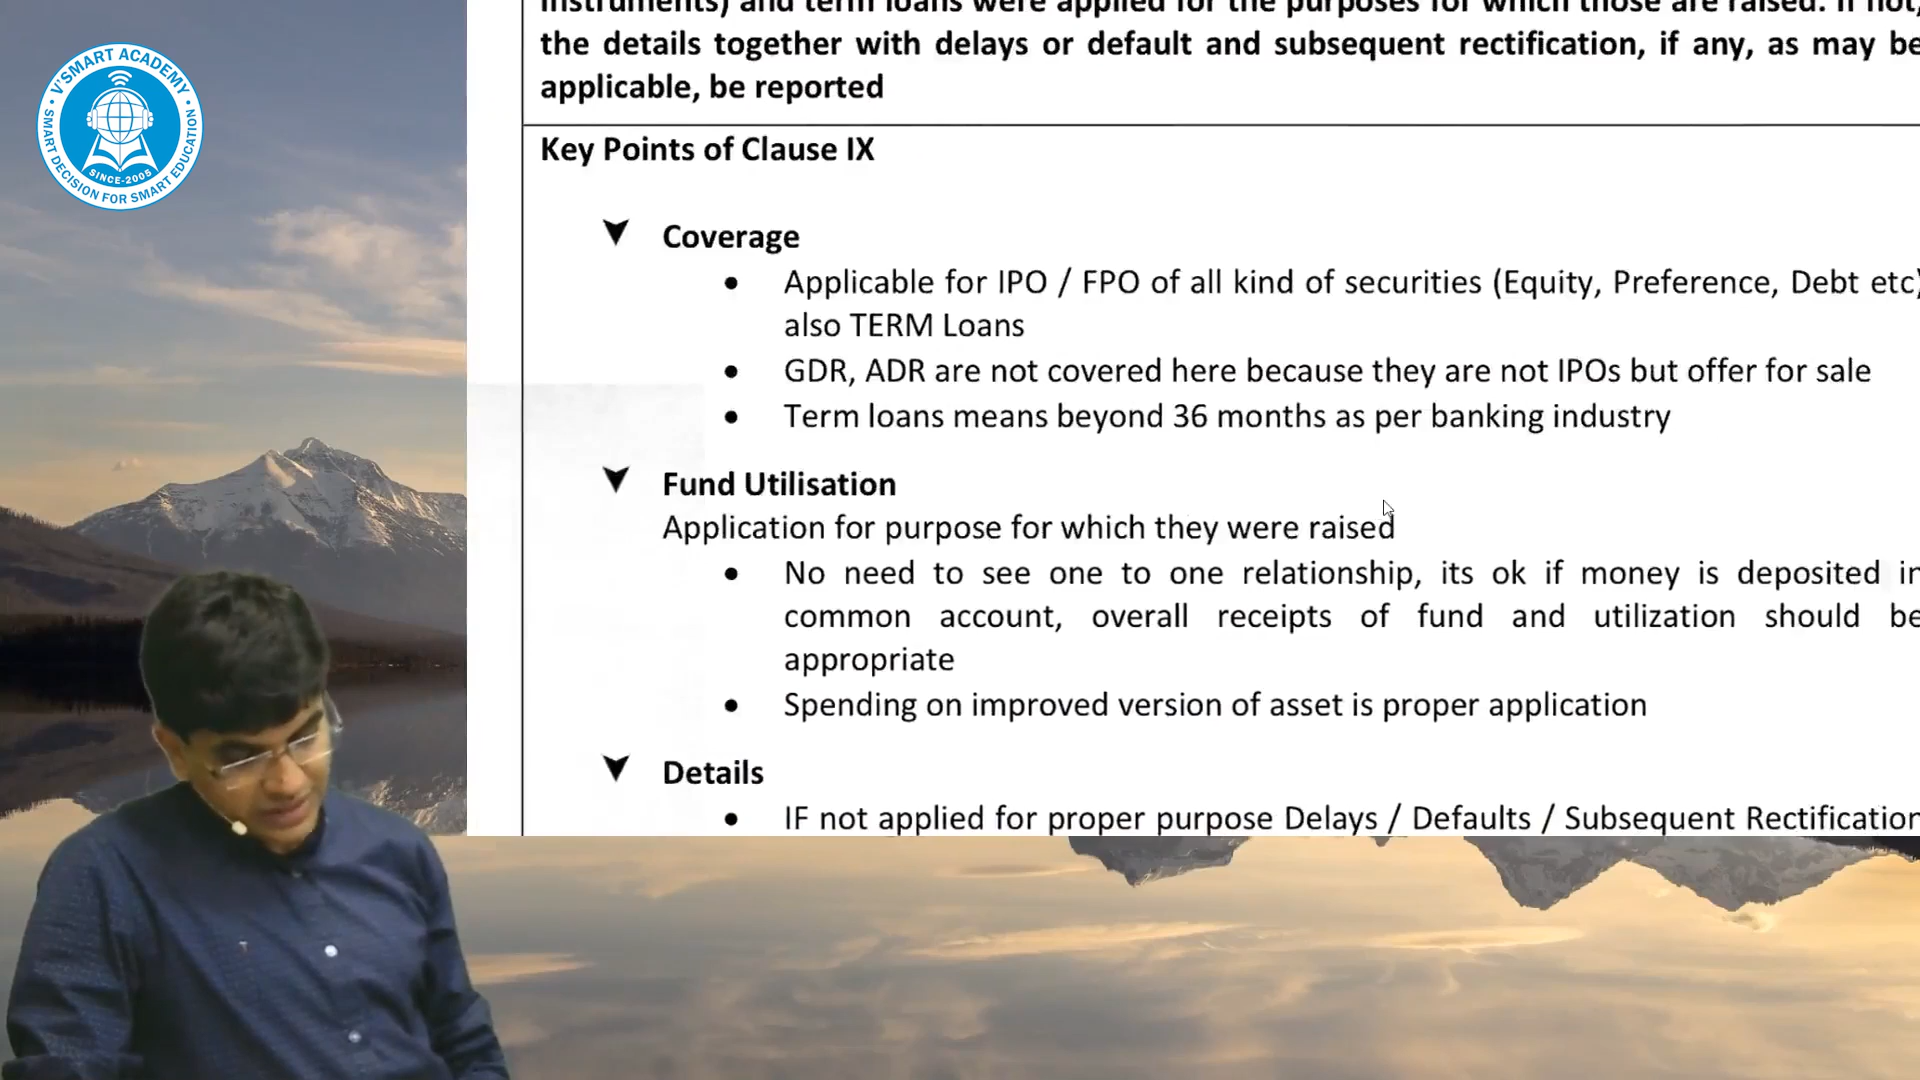 V'SMART ACADEMY
SMART DECISION FOR SMART EDUCATION
SINCE-2005
instruments) and term loans were applied for the purposes for which those are raised. If not,
the details together with delays or default and subsequent rectification, if any, as may be
applicable, be reported
Key Points of Clause IX
Coverage
• Applicable for IPO / FPO of all kind of securities (Equity, Preference, Debt etc)
also TERM Loans
• GDR, ADR are not covered here because they are not IPOs but offer for sale
• Term loans means beyond 36 months as per banking industry
Fund Utilisation
Application for purpose for which they were raised
• No need to see one to one relationship, its ok if money is deposited in
common account, overall receipts of fund and utilization should be
appropriate
• Spending on improved version of asset is proper application
Details
• IF not applied for proper purpose Delays / Defaults / Subsequent Rectification